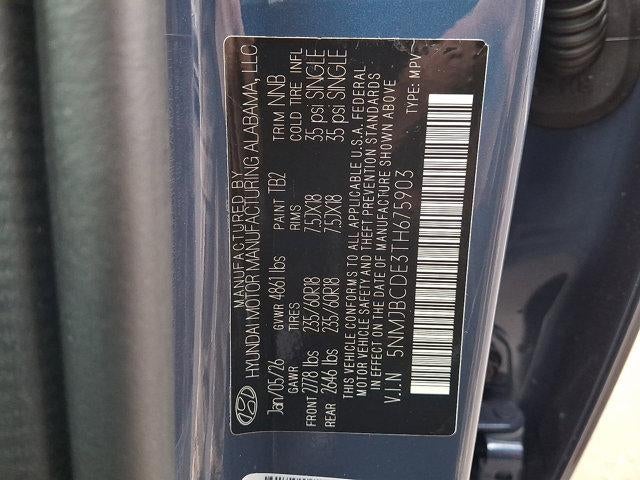 MANUFACTURED BY
HYUNDAI MOTOR MANUFACTURING ALABAMA, LLC
Jan/05/26 GVWR 4861 lbs PAINT TB2 TRIM NNB
GAWR TIRES RIMS COLD TIRE INFL
FRONT 2778 lbs 235/60R18 7.5JX18 35 psi SINGLE
REAR 2646 lbs 235/60R18 7.5JX18 35 psi SINGLE
THIS VEHICLE CONFORMS TO ALL APPLICABLE U.S.A. FEDERAL
MOTOR VEHICLE SAFETY AND THEFT PREVENTION STANDARDS
IN EFFECT ON THE DATE OF MANUFACTURE SHOWN ABOVE
V.I.N 5NMJBCDE3TH675903 TYPE: MPV